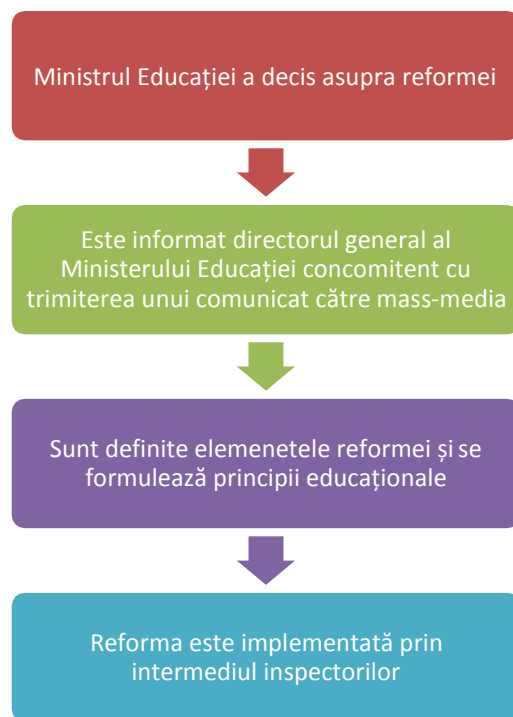 Ministrul Educației a decis asupra reformei
Este informat directorul general al
Ministerului Educației concomitent cu
trimiterea unui comunicat către mass-media
Sunt definite elemenetele reformei și se
formulează principii educaționale
Reforma este implementată prin
intermediul inspectorilor